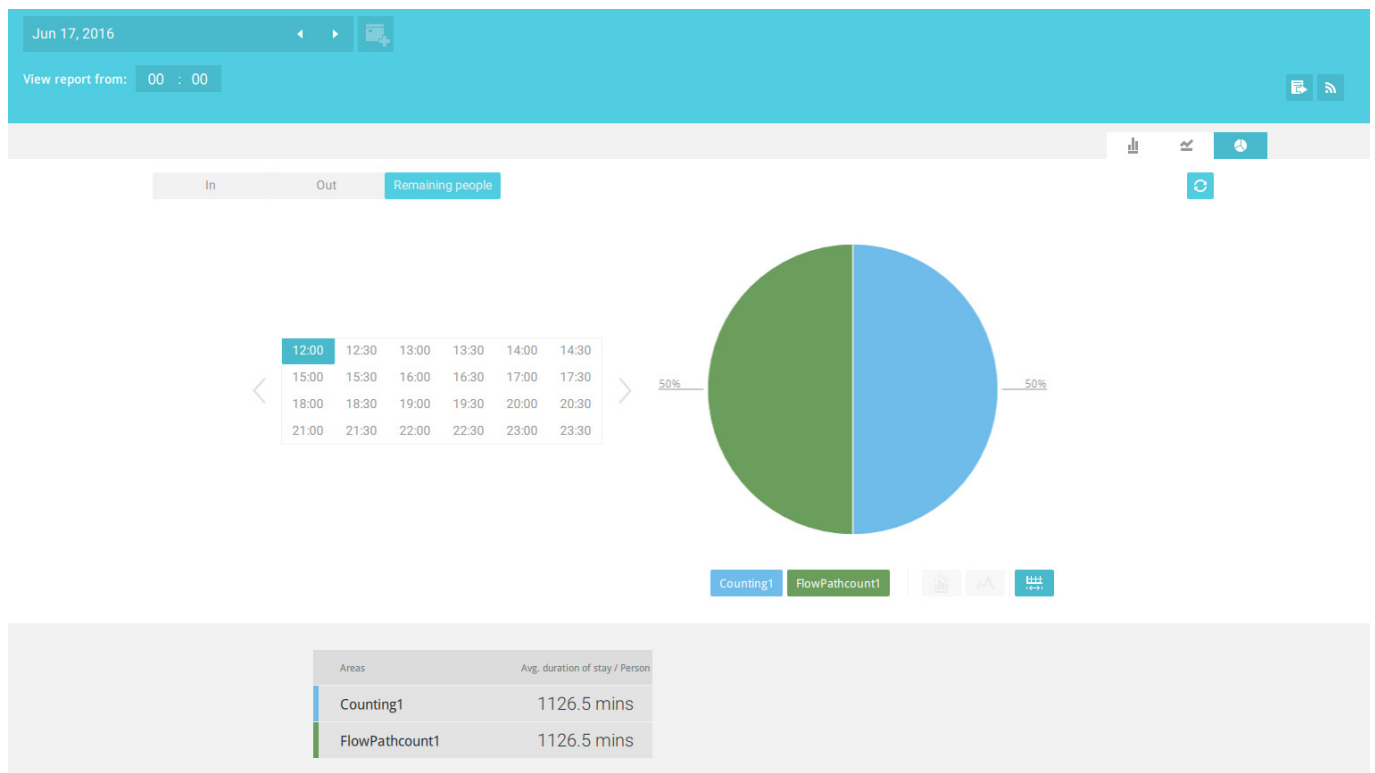 Jun 17, 2016
View report from: 00 : 00
In Out Remaining people
12:00 12:30 13:00 13:30 14:00 14:30
15:00 15:30 16:00 16:30 17:00 17:30
18:00 18:30 19:00 19:30 20:00 20:30
21:00 21:30 22:00 22:30 23:00 23:30
50% 50%
Counting1 FlowPathcount1
Areas Avg. duration of stay / Person
Counting1 1126.5 mins
FlowPathcount1 1126.5 mins